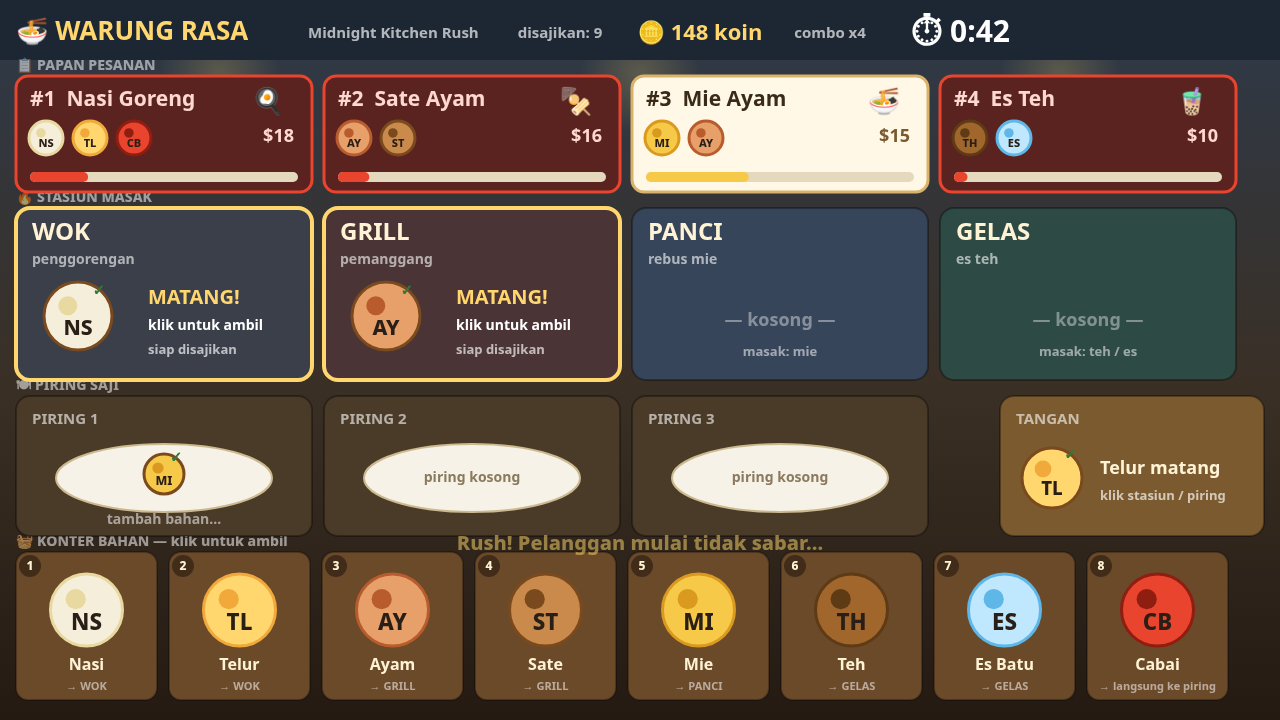 WARUNG RASA
Midnight Kitchen Rush
disajikan: 9
148 koin
combo x4
0:42
PAPAN PESANAN
#1 Nasi Goreng
NS
TL
CB
$18
#2 Sate Ayam
AY
ST
$16
#3 Mie Ayam
MI
AY
$15
#4 Es Teh
TH
ES
$10
STASIUN MASAK
WOK
penggorengan
NS
MATANG!
klik untuk ambil
siap disajikan
GRILL
pemanggang
AY
MATANG!
klik untuk ambil
siap disajikan
PANCI
rebus mie
— kosong —
masak: mie
GELAS
es teh
— kosong —
masak: teh / es
PIRING SAJI
PIRING 1
MI
tambah bahan...
PIRING 2
piring kosong
PIRING 3
piring kosong
TANGAN
TL
Telur matang
klik stasiun / piring
KONTER BAHAN — klik untuk ambil
Rush! Pelanggan mulai tidak sabar...
1
NS
Nasi
→ WOK
2
TL
Telur
→ WOK
3
AY
Ayam
→ GRILL
4
ST
Sate
→ GRILL
5
MI
Mie
→ PANCI
6
TH
Teh
→ GELAS
7
ES
Es Batu
→ GELAS
8
CB
Cabai
→ langsung ke piring